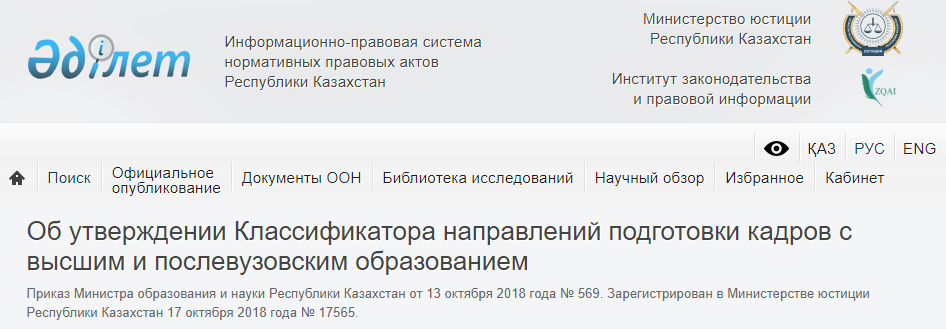 Әділет
Информационно-правовая система
нормативных правовых актов
Республики Казахстан
Министерство юстиции
Республики Казахстан
Институт законодательства
и правовой информации
ZQAI
ҚАЗ РУС ENG
Поиск Официальное
опубликование Документы ООН Библиотека исследований Научный обзор Избранное Кабинет
Об утверждении Классификатора направлений подготовки кадров с
высшим и послевузовским образованием
Приказ Министра образования и науки Республики Казахстан от 13 октября 2018 года № 569. Зарегистрирован в Министерстве юстиции
Республики Казахстан 17 октября 2018 года № 17565.